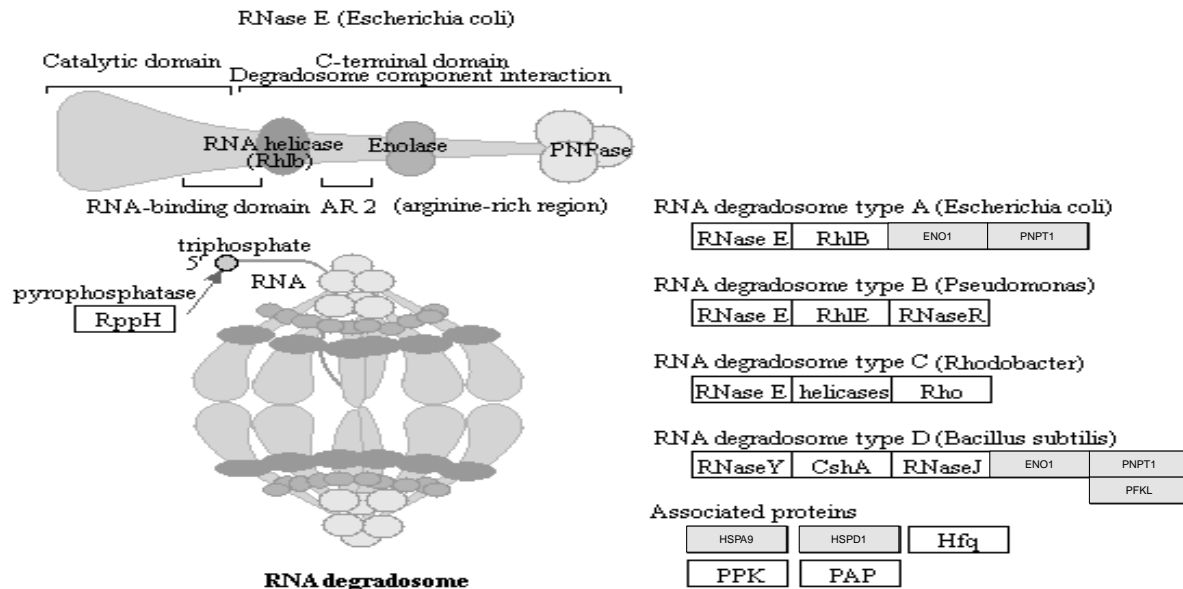 RNase E (Escherichia coli)
Catalytic domain
C-terminal domain
Degradosome component interaction
RNA helicase
(Rhlb)
Enolase
PNPase
RNA-binding domain
AR 2
(arginine-rich region)
triphosphate
5'
RNA
pyrophosphatase
RppH
RNA degradosome
RNA degradosome type A (Escherichia coli)
RNase E RhlB ENO1 PNPT1
RNA degradosome type B (Pseudomonas)
RNase E RhlE RNaseR
RNA degradosome type C (Rhodobacter)
RNase E helicases Rho
RNA degradosome type D (Bacillus subtilis)
RNaseY CshA RNaseJ ENO1 PNPT1
PFKL
Associated proteins
HSPA9 HSPD1 Hfq
PPK PAP